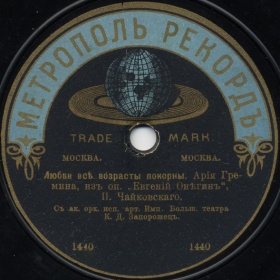 МЕТРОПОЛЬ РЕКОРДЪ
TRADE MARK
МОСКВА. МОСКВА.
Любви всѣ возрасты покорны. Арія Гре-
мина, изъ оп. „Евгеній Онѣгинъ",
П. Чайковскаго.
Съ ак. орк. исп. арт. Имп. Больш. театра
К. Д. Запорожецъ.
1440 1440